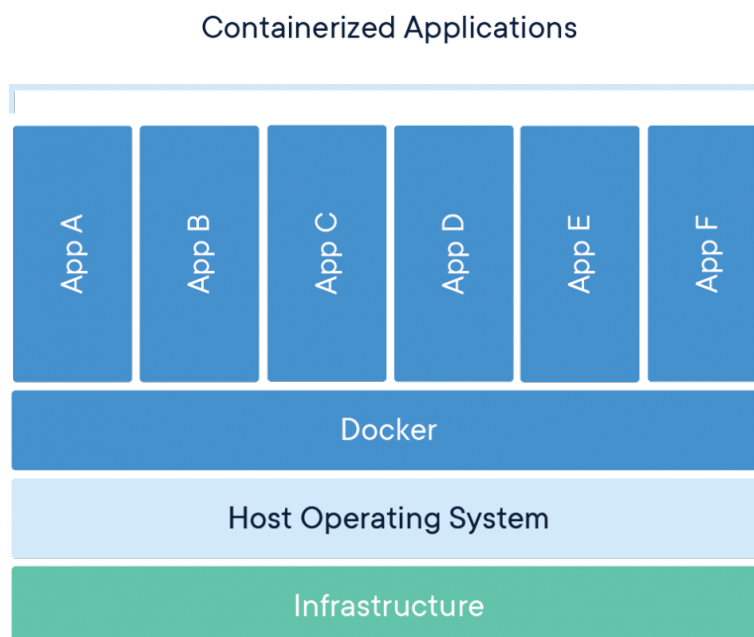 Containerized Applications
App A
App B
App C
App D
App E
App F
Docker
Host Operating System
Infrastructure